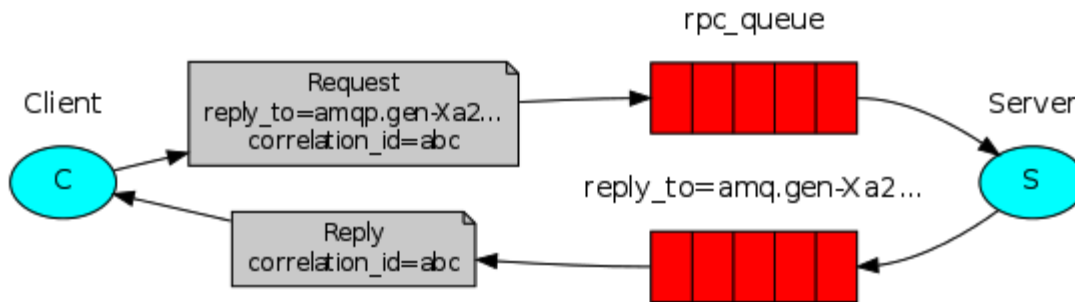 rpc_queue
Request
Client
reply_to=amqp.gen-Xa2...
Server
correlation_id=abc
C
S
reply_to=amq.gen-Xa2...
Reply
correlation_id=abc